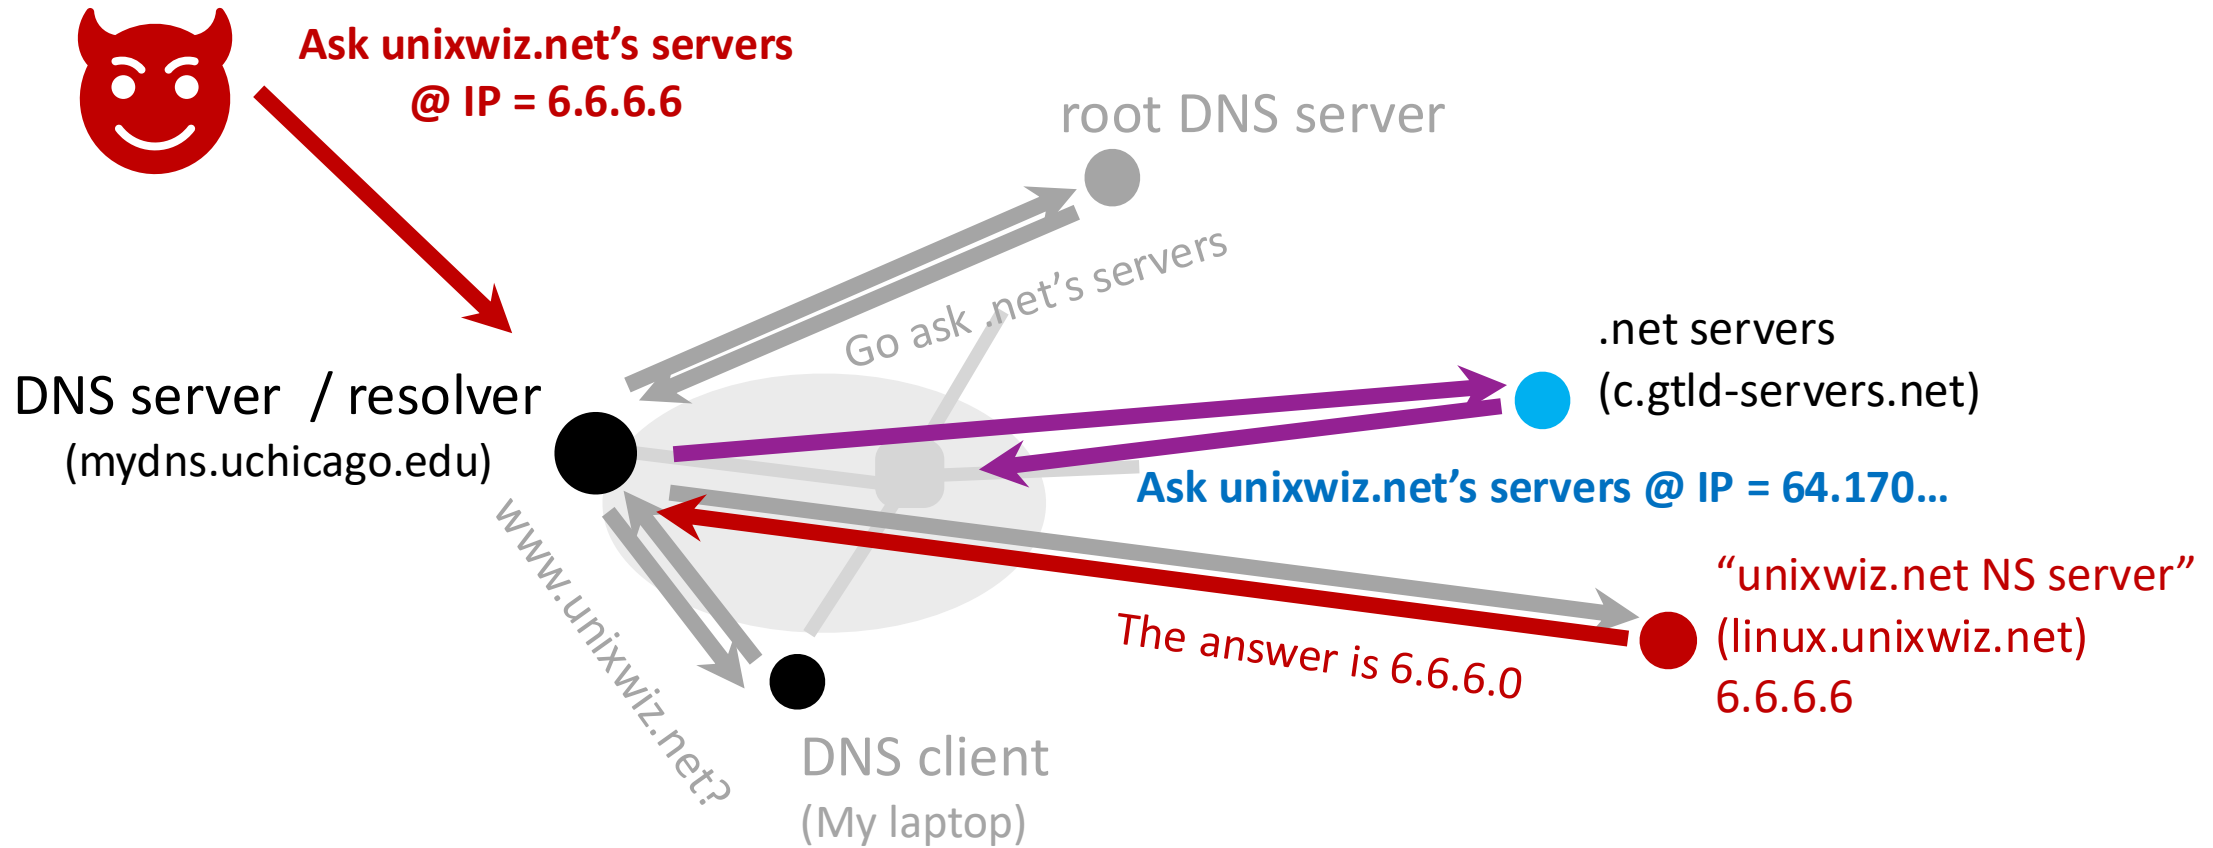 Ask unixwiz.net’s servers
@ IP = 6.6.6.6
root DNS server
Go ask .net’s servers
.net servers
(c.gtld-servers.net)
DNS server / resolver
(mydns.uchicago.edu)
Ask unixwiz.net’s servers @ IP = 64.170…
www.unixwiz.net?
“unixwiz.net NS server”
(linux.unixwiz.net)
6.6.6.6
The answer is 6.6.6.0
DNS client
(My laptop)